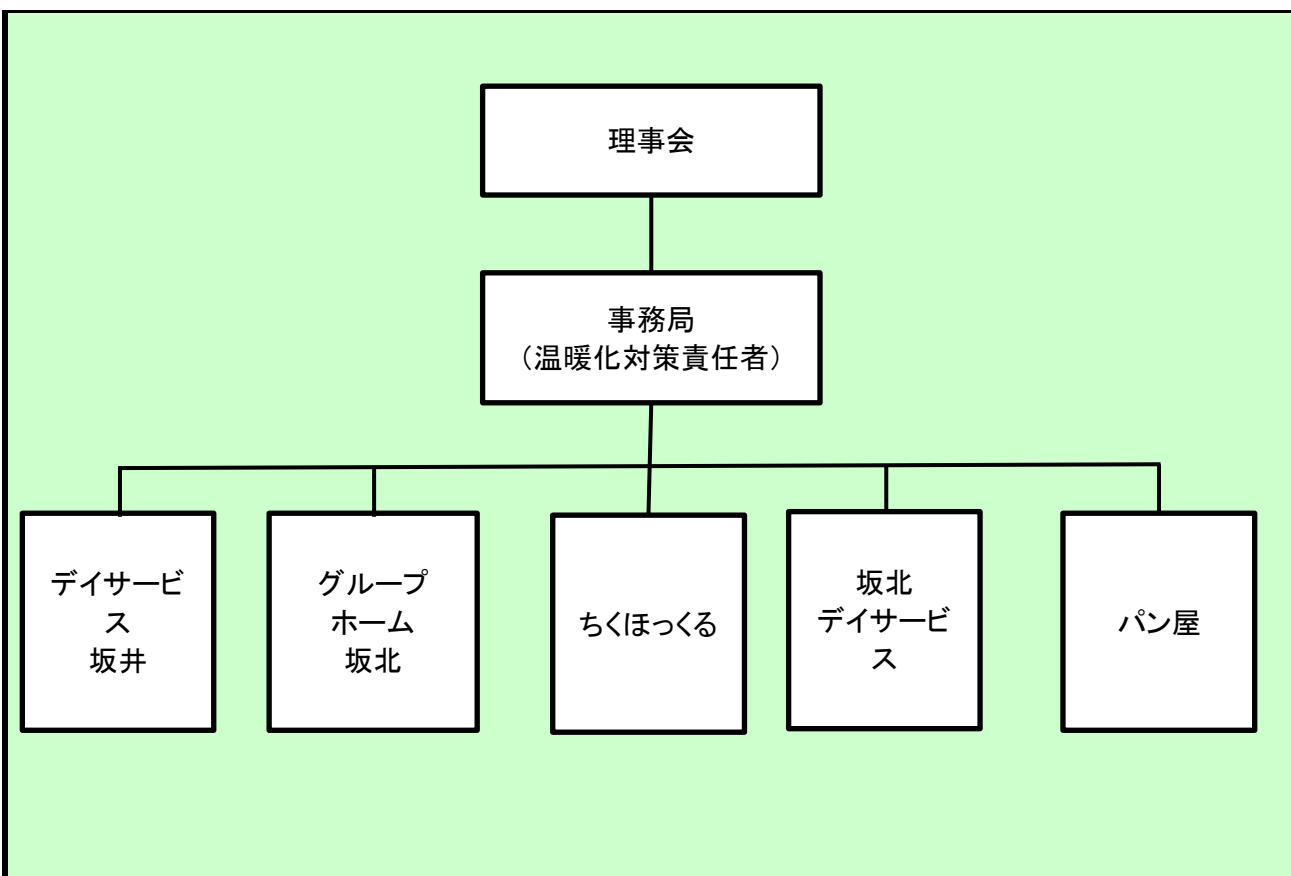 理事会
事務局
（温暖化対策責任者）
デイサービ
ス
坂井
グループ
ホーム
坂北
ちくほっくる
坂北
デイサービ
ス
パン屋